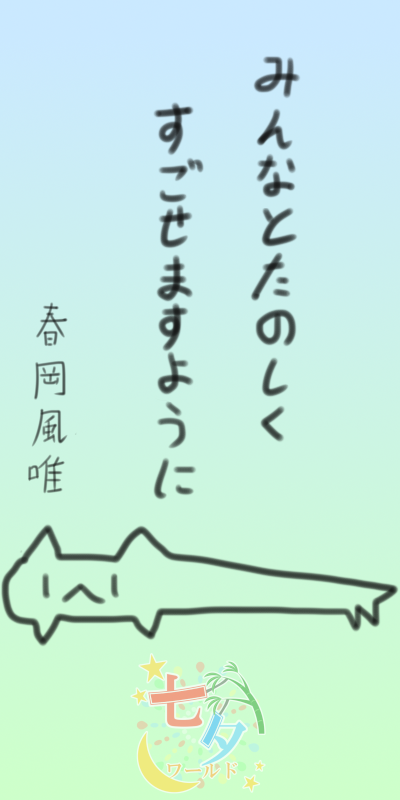 みんなとたのしく
すごせますように
春岡風唯
七夕
ワールド